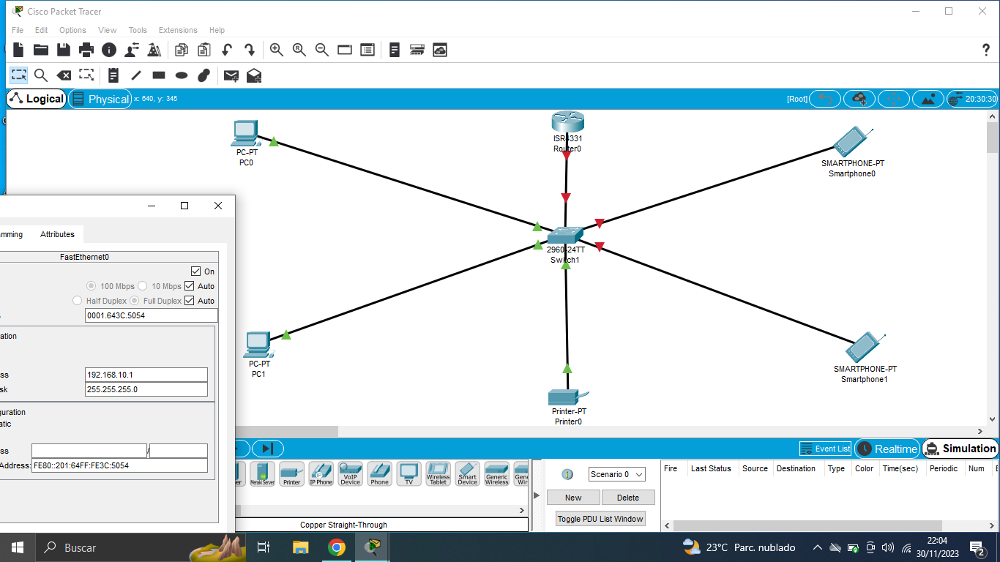 Cisco Packet Tracer
File Edit Options View Tools Extensions Help
Logical Physical x: 640, y: 345 [Root] 20:30:30
PC-PT
PC0
ISR4331
Router0
SMARTPHONE-PT
Smartphone0
2960-24TT
Switch1
PC-PT
PC1
SMARTPHONE-PT
Smartphone1
Printer-PT
Printer0
mming Attributes
FastEthernet0
On
100 Mbps 10 Mbps Auto
Half Duplex Full Duplex Auto
0001.643C.5054
ation
ss 192.168.10.1
sk 255.255.255.0
uration
atic
ss /
Address: FE80::201:64FF:FE3C:5054
Event List Realtime Simulation
ver Meraki Server Printer IP Phone VoIP Device Phone TV Wireless Tablet Smart Device Generic Wireless Gene Wir
Copper Straight-Through
1 Scenario 0
New Delete
Toggle PDU List Window
Fire Last Status Source Destination Type Color Time(sec) Periodic Num E
Buscar
23°C Parc. nublado
22:04
30/11/2023
2